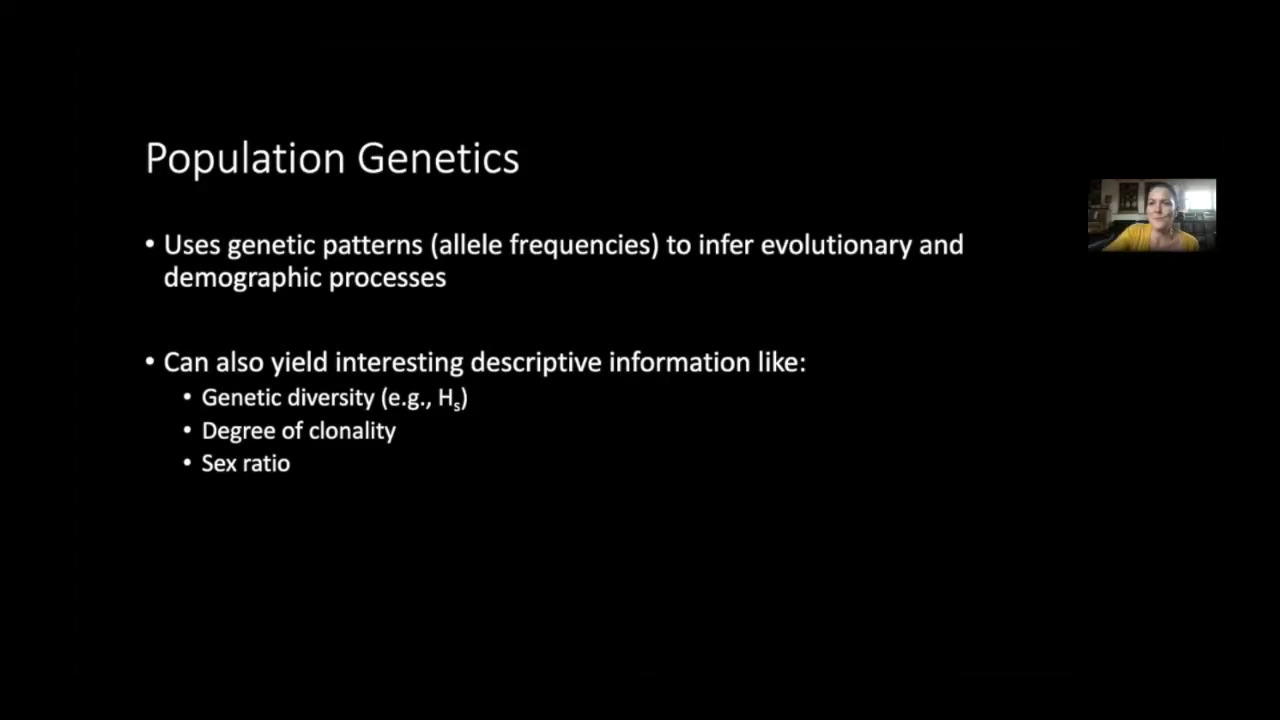 Population Genetics
• Uses genetic patterns (allele frequencies) to infer evolutionary and
demographic processes
• Can also yield interesting descriptive information like:
• Genetic diversity (e.g., Hs)
• Degree of clonality
• Sex ratio